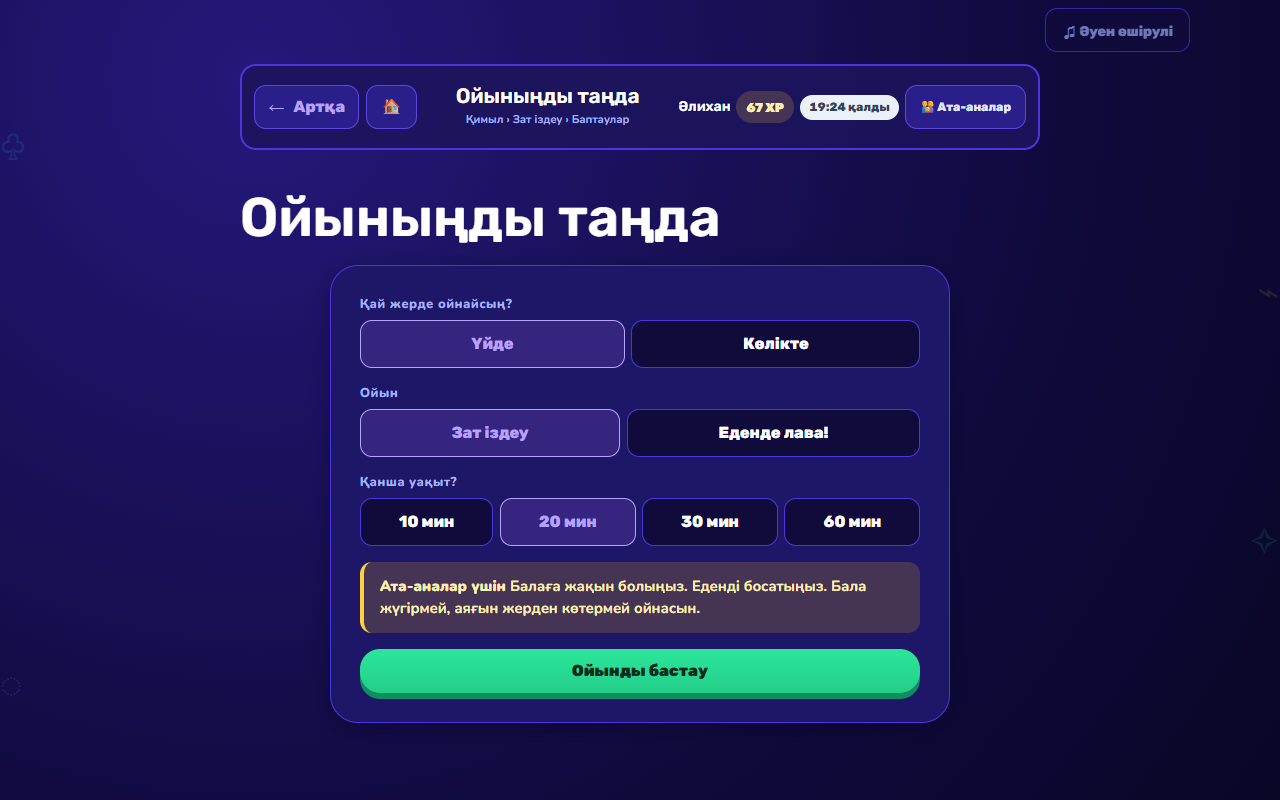 ♫ Әуен өшірулі
← Артқа
Ойыныңды таңда
Қимыл › Зат іздеу › Баптаулар
Әлихан
67 XP
19:24 қалды
Ата-аналар
Ойыныңды таңда
Қай жерде ойнайсың?
Үйде
Көлікте
Ойын
Зат іздеу
Еденде лава!
Қанша уақыт?
10 мин
20 мин
30 мин
60 мин
Ата-аналар үшін Балаға жақын болыңыз. Еденді босатыңыз. Бала
жүгірмей, аяғын жерден көтермей ойнасын.
Ойынды бастау